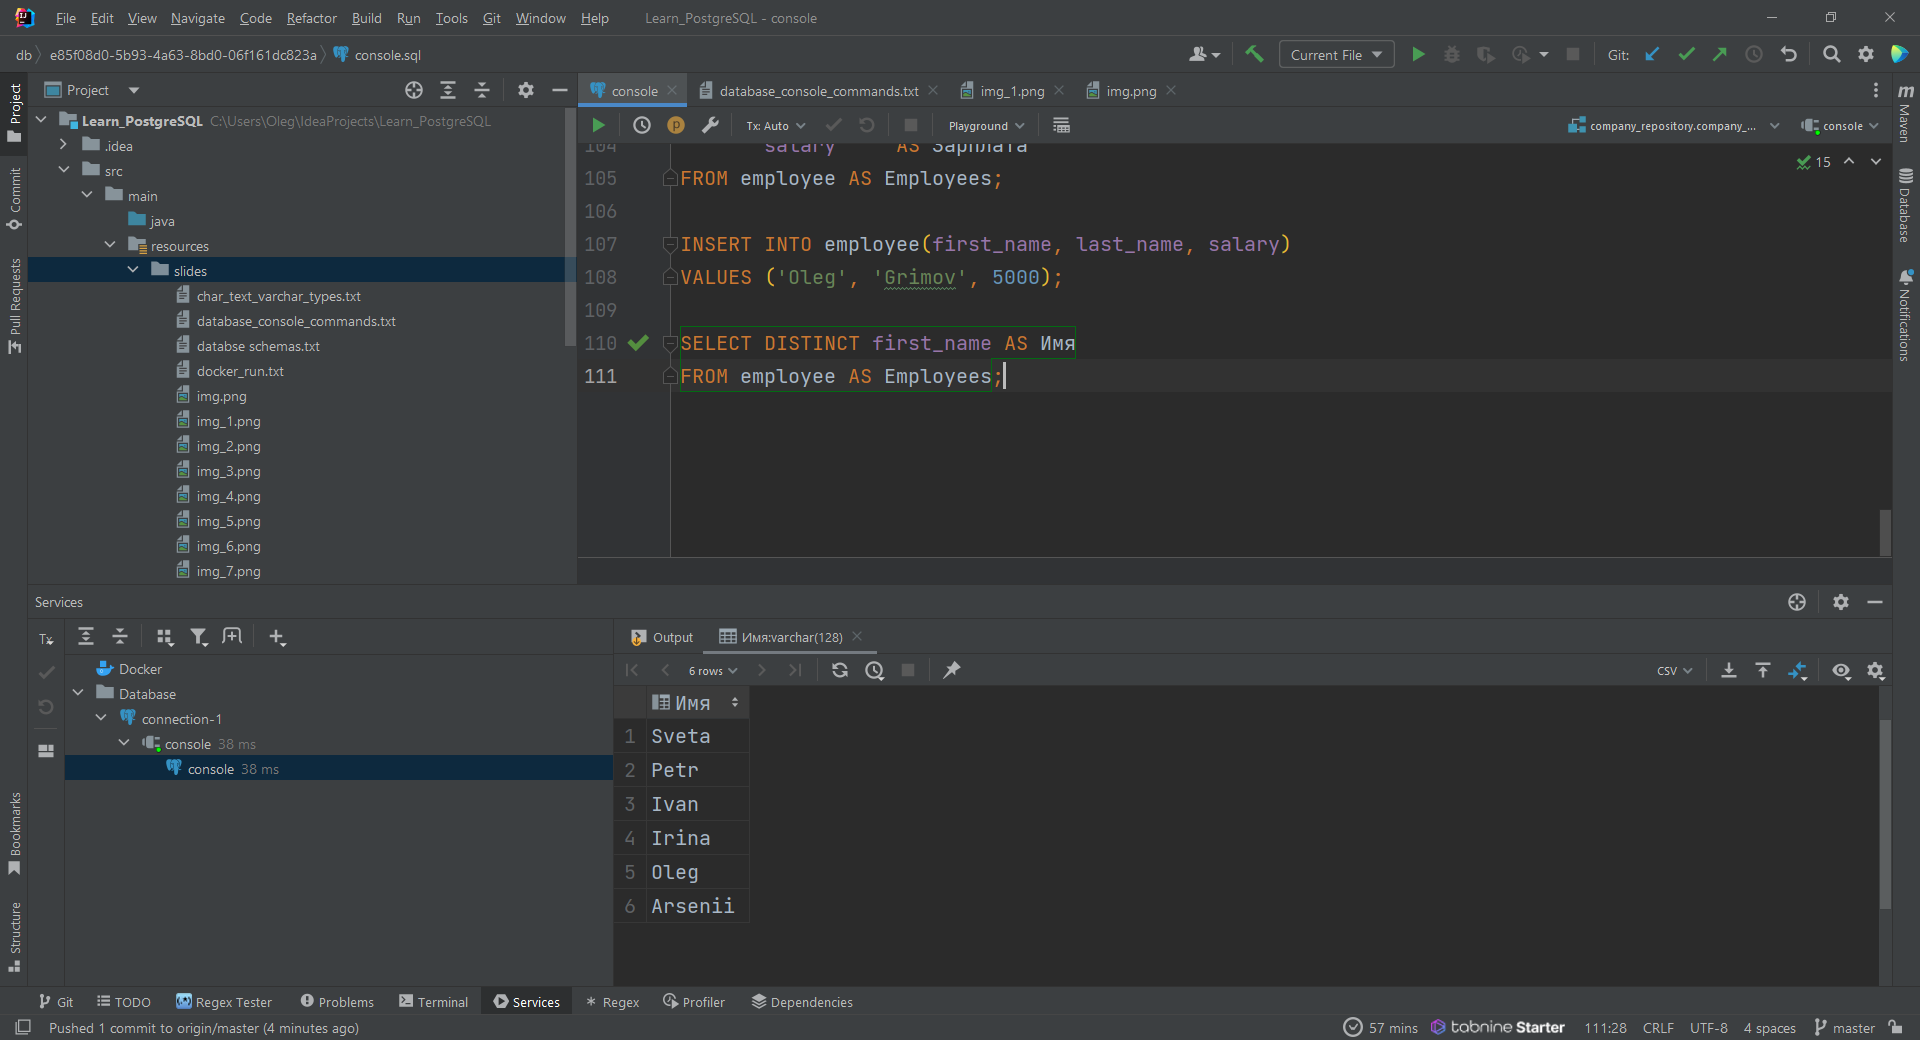 File Edit View Navigate Code Refactor Build Run Tools Git Window Help Learn_PostgreSQL - console
db e85f08d0-5b93-4a63-8bd0-06f161dc823a console.sql Current File Git:
Project console database_console_commands.txt img_1.png img.png
Learn_PostgreSQL C:\Users\Oleg\IdeaProjects\Learn_PostgreSQL
.idea
src
main
java
resources
slides
char_text_varchar_types.txt
database_console_commands.txt
databse schemas.txt
docker_run.txt
img.png
img_1.png
img_2.png
img_3.png
img_4.png
img_5.png
img_6.png
img_7.png
Project
Commit
Pull Requests
Bookmarks
Structure
Tx: Auto Playground company_repository.company_... console
15
104 salary AS Зарплата
105 FROM employee AS Employees;
106
107 INSERT INTO employee(first_name, last_name, salary)
108 VALUES ('Oleg', 'Grimov', 5000);
109
110 SELECT DISTINCT first_name AS Имя
111 FROM employee AS Employees;
m Maven
Database
Notifications
Services
Tx
Docker
Database
connection-1
console 38 ms
console 38 ms
Output Имя:varchar(128)
6 rows CSV
Имя
1 Sveta
2 Petr
3 Ivan
4 Irina
5 Oleg
6 Arsenii
Git TODO Regex Tester Problems Terminal Services Regex Profiler Dependencies
Pushed 1 commit to origin/master (4 minutes ago) 57 mins tabnine Starter 111:28 CRLF UTF-8 4 spaces master